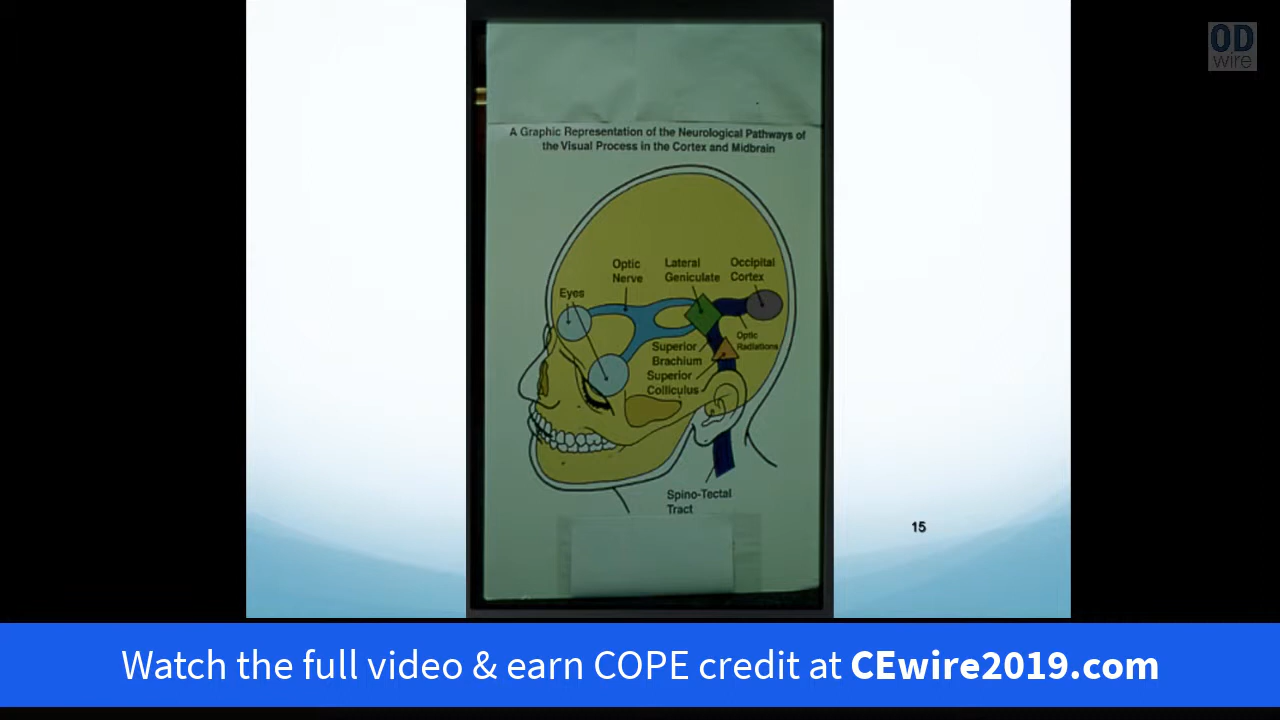 OD
wire
A Graphic Representation of the Neurological Pathways of
the Visual Process in the Cortex and Midbrain
Optic
Nerve
Lateral
Geniculate
Occipital
Cortex
Eyes
Optic
Radiations
Superior
Brachium
Superior
Colliculus
Spino-Tectal
Tract
15
Watch the full video & earn COPE credit at CEwire2019.com